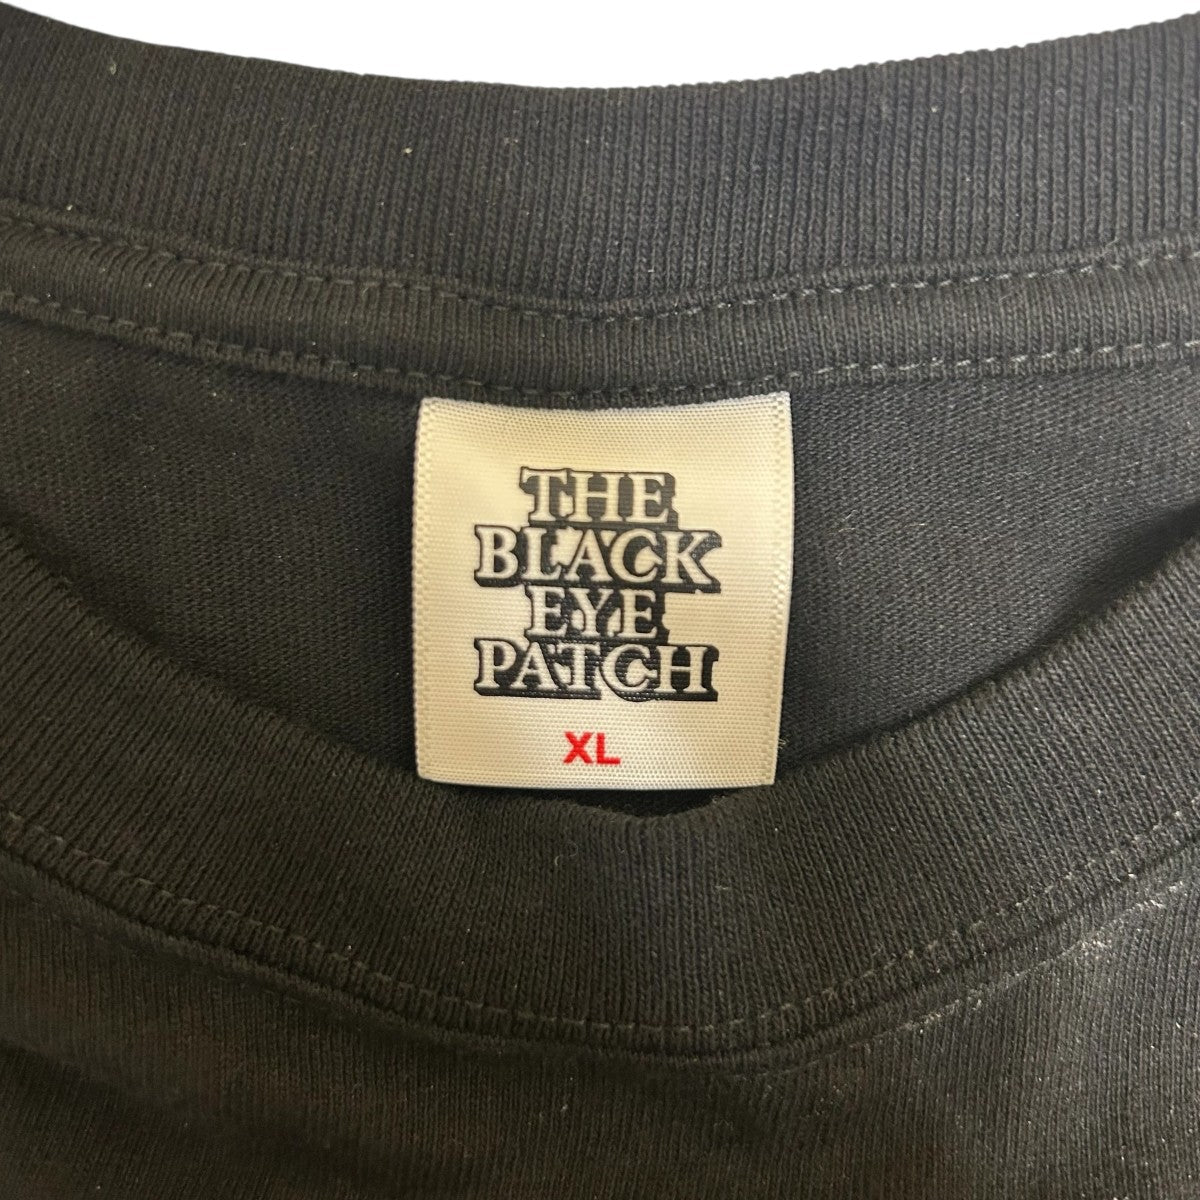 THE
BLACK
EYE
PATCH
XL